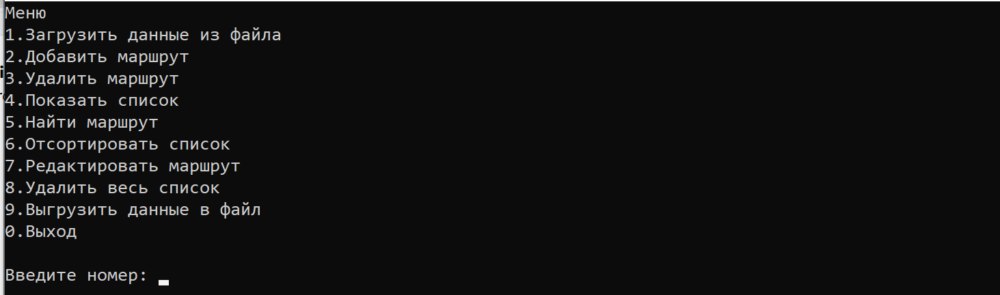 Меню
1.Загрузить данные из файла
2.Добавить маршрут
3.Удалить маршрут
4.Показать список
5.Найти маршрут
6.Отсортировать список
7.Редактировать маршрут
8.Удалить весь список
9.Выгрузить данные в файл
0.Выход
Введите номер: